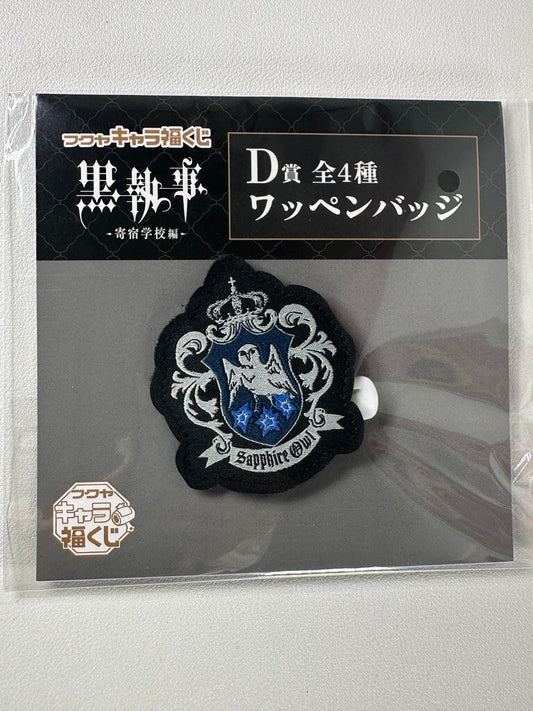 フクヤキャラ福くじ
黒執事
-寄宿学校編-
D賞 全4種
ワッペンバッジ
Sapphire Owl
フクヤ
キャラ
福くじ